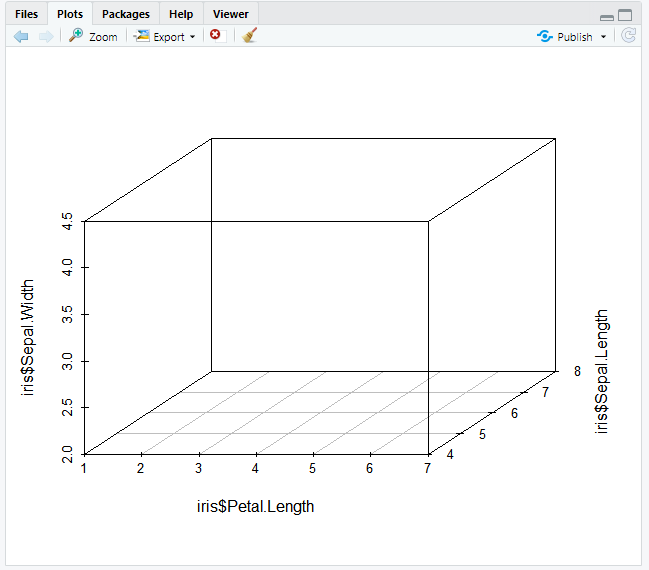 Files Plots Packages Help Viewer
Zoom Export Publish
4.5
4.0
3.5
3.0
2.5
2.0
iris$Sepal.Width
1 2 3 4 5 6 7
iris$Petal.Length
4 5 6 7 8
iris$Sepal.Length